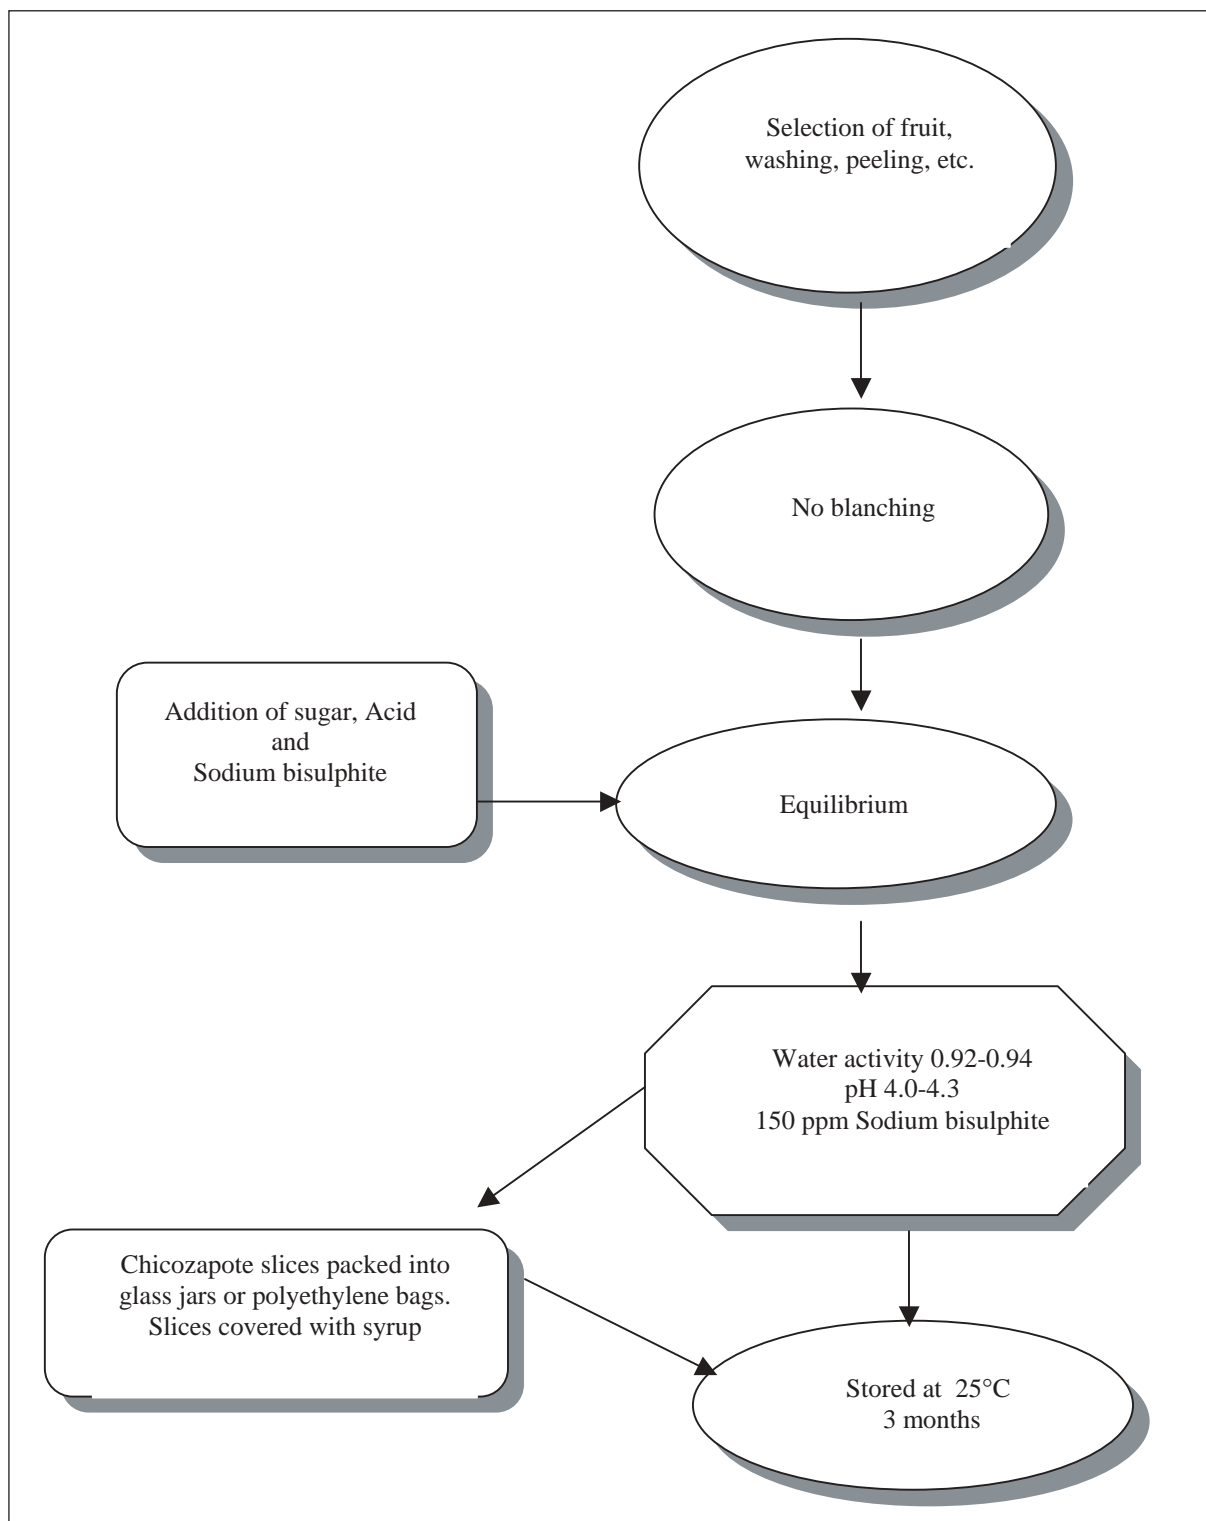 Selection of fruit,
washing, peeling, etc.
No blanching
Addition of sugar, Acid
and
Sodium bisulphite
Equilibrium
Water activity 0.92-0.94
pH 4.0-4.3
150 ppm Sodium bisulphite
Chicozapote slices packed into
glass jars or polyethylene bags.
Slices covered with syrup
Stored at  25°C
3 months